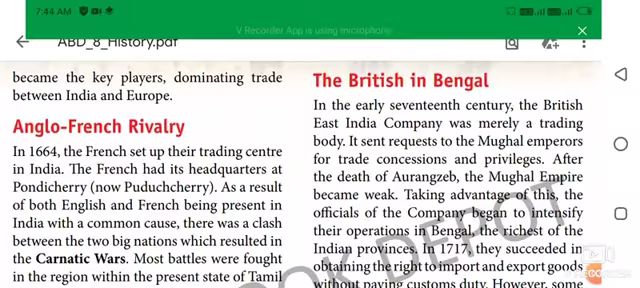 7:44 AM
V Recorder App is using microphone
ABD_8_History.pdf
became the key players, dominating trade
between India and Europe.
Anglo-French Rivalry
In 1664, the French set up their trading centre
in India. The French had its headquarters at
Pondicherry (now Puduchcherry). As a result
of both English and French being present in
India with a common cause, there was a clash
between the two big nations which resulted in
the Carnatic Wars. Most battles were fought
in the region within the present state of Tamil
The British in Bengal
In the early seventeenth century, the British
East India Company was merely a trading
body. It sent requests to the Mughal emperors
for trade concessions and privileges. After
the death of Aurangzeb, the Mughal Empire
became weak. Taking advantage of this, the
officials of the Company began to intensify
their operations in Bengal, the richest of the
Indian provinces. In 1717, they succeeded in
obtaining the right to import and export goods
without paying customs duty. However, some
OOK DEPOT